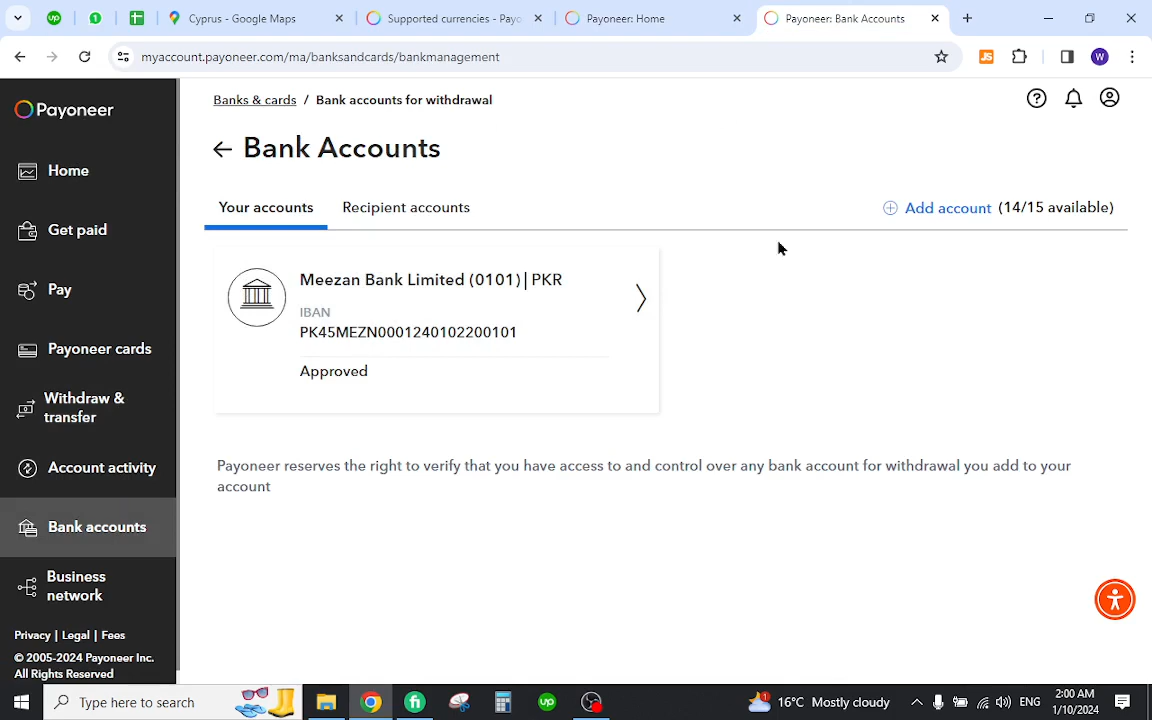 Cyprus - Google Maps
Supported currencies - Payo
Payoneer: Home
Payoneer: Bank Accounts
myaccount.payoneer.com/ma/banksandcards/bankmanagement
JS
W
Payoneer
Home
Get paid
Pay
Payoneer cards
Withdraw &
transfer
Account activity
Bank accounts
Business
network
Privacy | Legal | Fees
© 2005-2024 Payoneer Inc.
All Rights Reserved
Banks & cards / Bank accounts for withdrawal
Bank Accounts
Your accounts
Recipient accounts
Add account (14/15 available)
Meezan Bank Limited (0101) | PKR
IBAN
PK45MEZN0001240102200101
Approved
Payoneer reserves the right to verify that you have access to and control over any bank account for withdrawal you add to your
account
Type here to search
fi
up
1
16°C Mostly cloudy
ENG
2:00 AM
1/10/2024